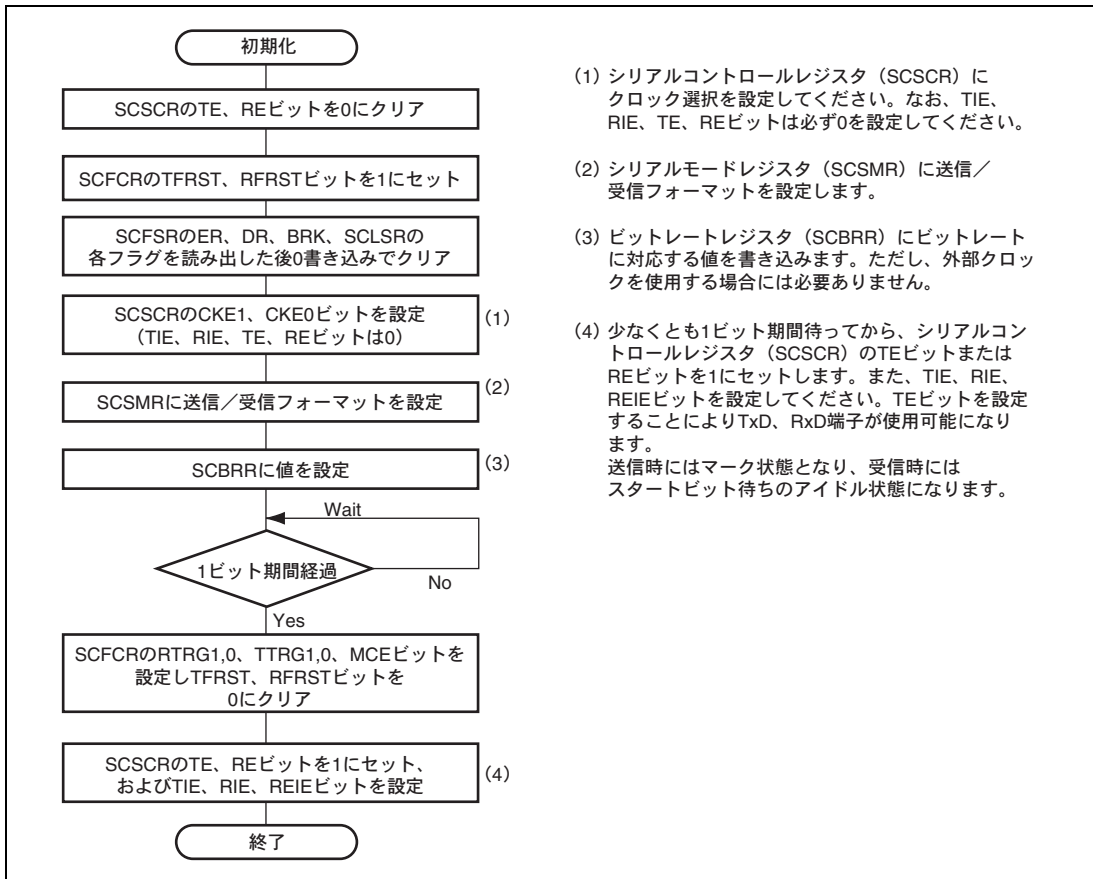 初期化
SCSCRのTE、REビットを0にクリア
SCFCRのTFRST、RFRSTビットを1にセット
SCFSRのER、DR、BRK、SCLSRの
各フラグを読み出した後0書き込みでクリア
SCSCRのCKE1、CKE0ビットを設定
（TIE、RIE、TE、REビットは0）
(1)
SCSMRに送信／受信フォーマットを設定
(2)
SCBRRに値を設定
(3)
Wait
1ビット期間経過
No
Yes
SCFCRのRTRG1,0、TTRG1,0、MCEビットを
設定しTFRST、RFRSTビットを
0にクリア
SCSCRのTE、REビットを1にセット、
およびTIE、RIE、REIEビットを設定
(4)
終了
(1) シリアルコントロールレジスタ（SCSCR）に
クロック選択を設定してください。なお、TIE、
RIE、TE、REビットは必ず0を設定してください。
(2) シリアルモードレジスタ（SCSMR）に送信／
受信フォーマットを設定します。
(3) ビットレートレジスタ（SCBRR）にビットレート
に対応する値を書き込みます。ただし、外部クロッ
クを使用する場合には必要ありません。
(4) 少なくとも1ビット期間待ってから、シリアルコン
トロールレジスタ（SCSCR）のTEビットまたは
REビットを1にセットします。また、TIE、RIE、
REIEビットを設定してください。TEビットを設定
することによりTxD、RxD端子が使用可能になり
ます。
送信時にはマーク状態となり、受信時には
スタートビット待ちのアイドル状態になります。